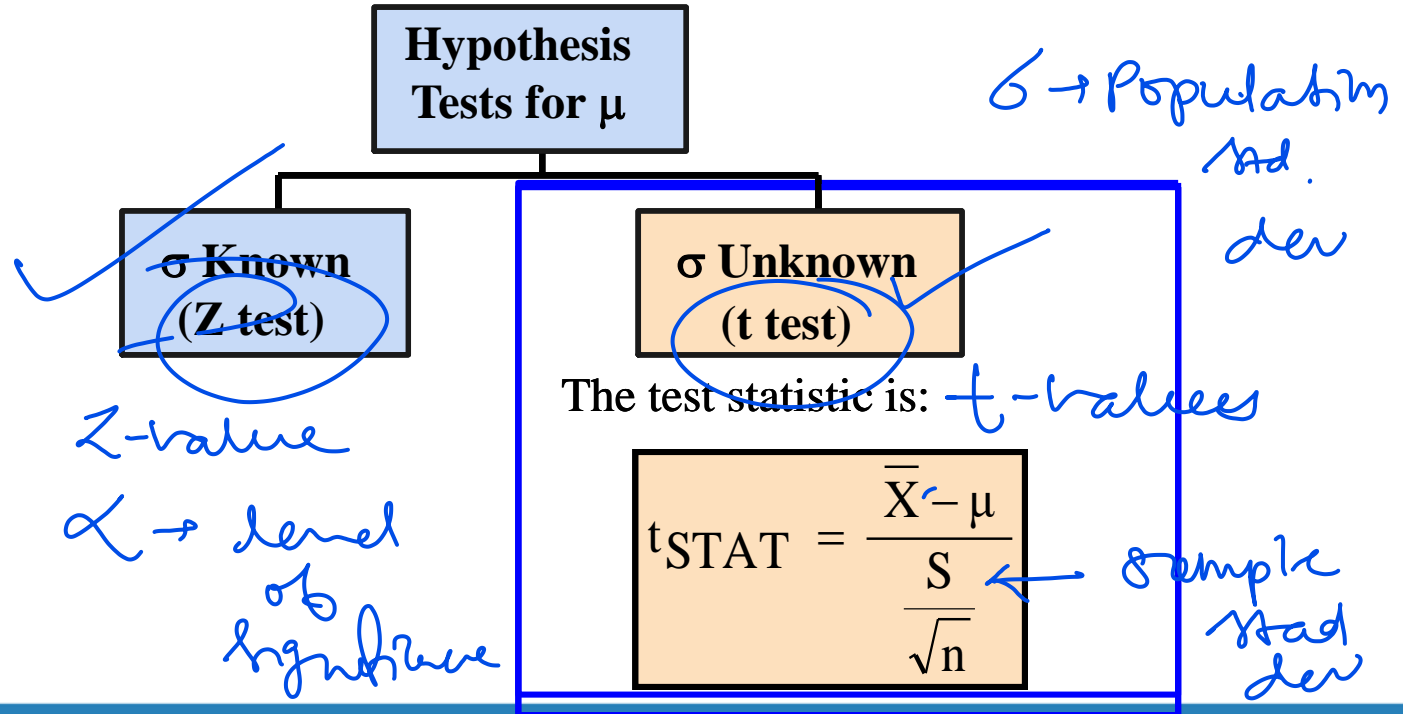 Hypothesis
Tests for μ
σ → Population
std.
dev
σ Known
(Z test)
σ Unknown
(t test)
The test statistic is: t-values
Z-value
α → level
of
significance
tSTAT = X̄ − μ
S
√n
← sample
stad
dev